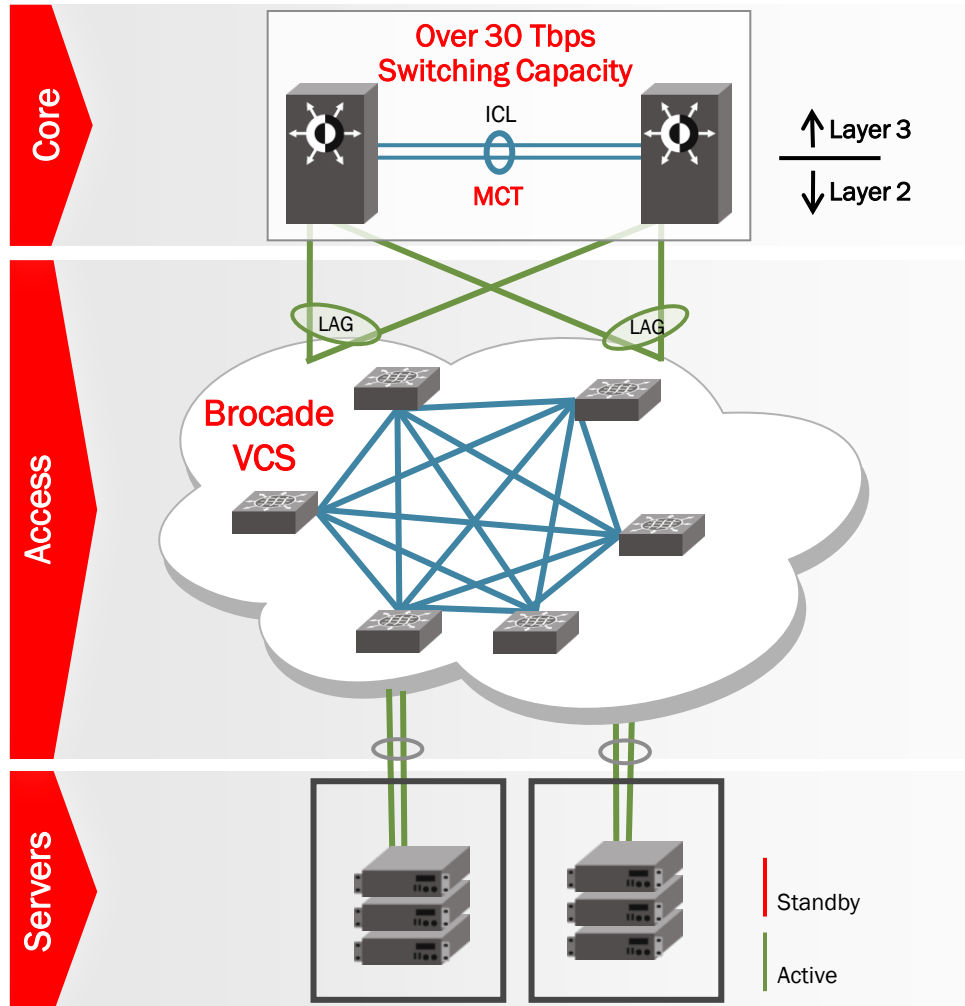 Core
Over 30 Tbps
Switching Capacity
ICL
MCT
Layer 3
Layer 2
LAG
LAG
Access
Brocade
VCS
Servers
Standby
Active